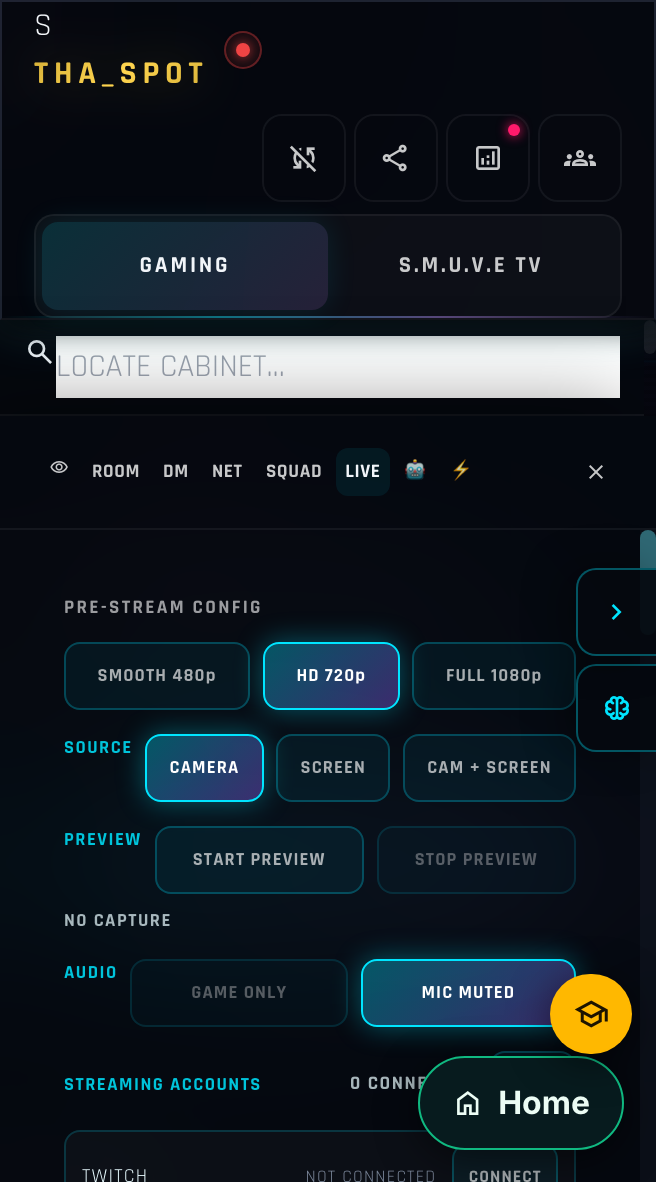 S
THA_SPOT
GAMING
S.M.U.V.E TV
LOCATE CABINET...
ROOM DM NET SQUAD LIVE
PRE-STREAM CONFIG
SMOOTH 480p HD 720p FULL 1080p
SOURCE CAMERA SCREEN CAM + SCREEN
PREVIEW START PREVIEW STOP PREVIEW
NO CAPTURE
AUDIO GAME ONLY MIC MUTED
STREAMING ACCOUNTS 0
Home
TWITCH NOT CONNECTED CONNECT